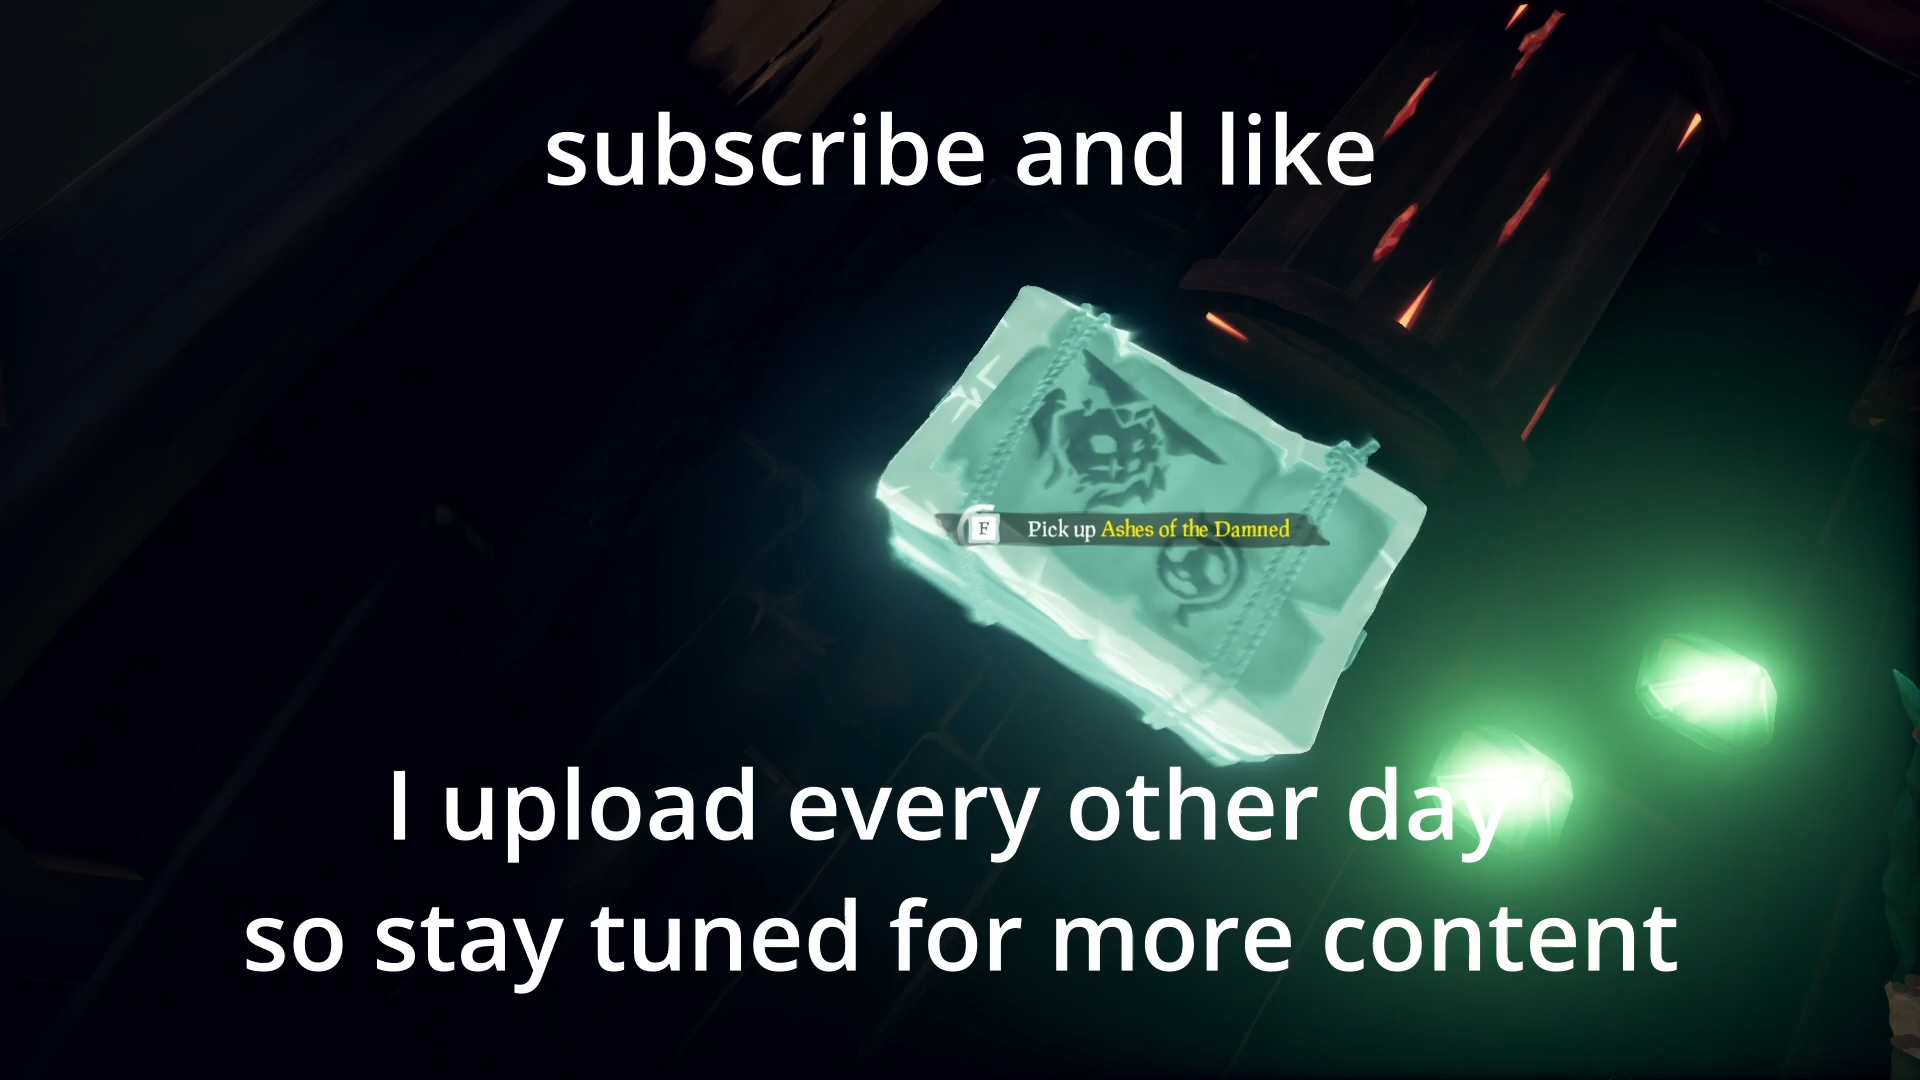 subscribe and like
F Pick up Ashes of the Damned
I upload every other day
so stay tuned for more content